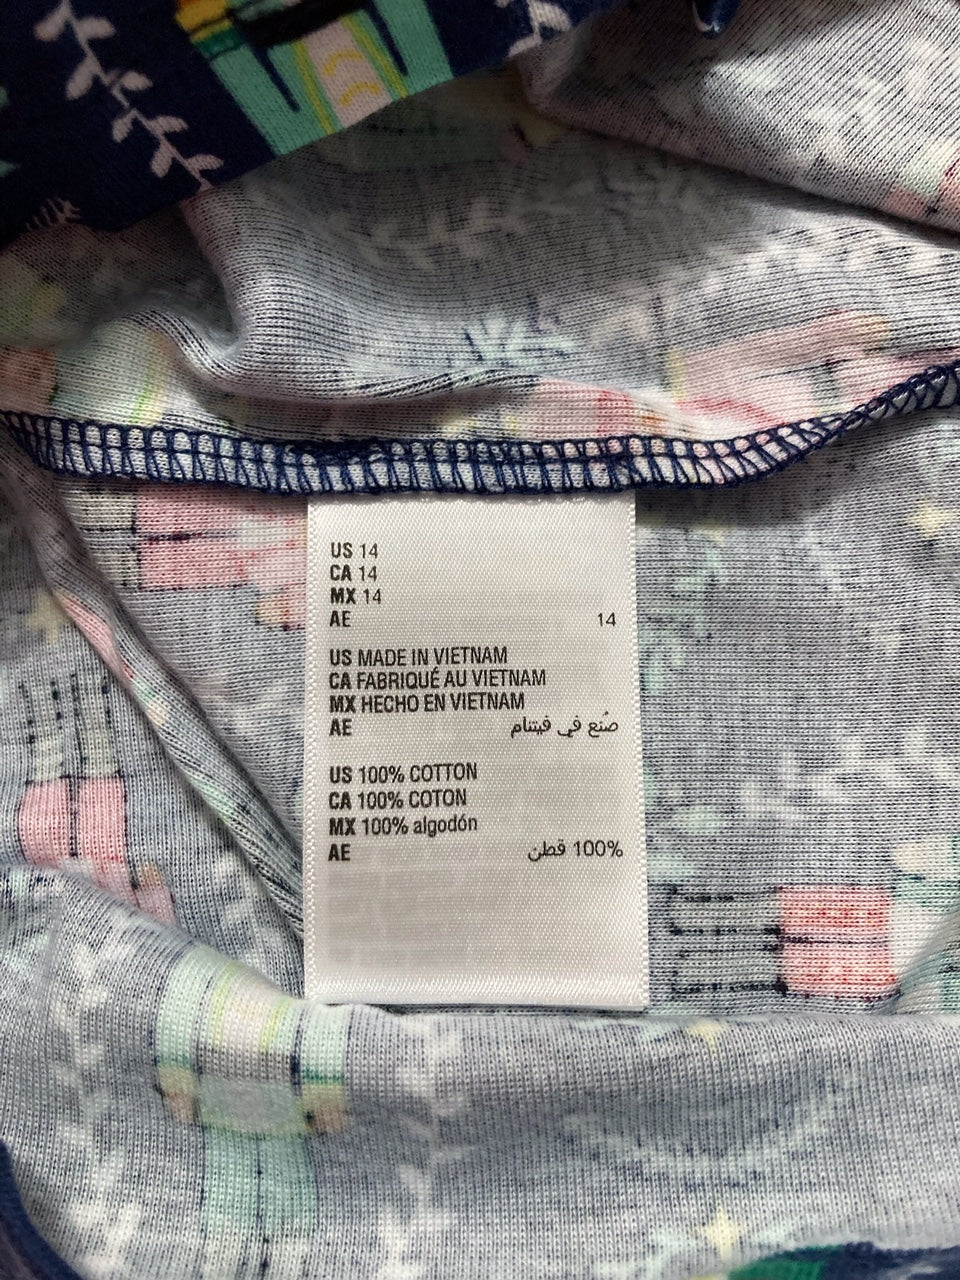 US 14
CA 14
MX 14
AE 14
US MADE IN VIETNAM
CA FABRIQUÉ AU VIETNAM
MX HECHO EN VIETNAM
AE صُنع في فيتنام
US 100% COTTON
CA 100% COTON
MX 100% algodón
AE 100% قطن